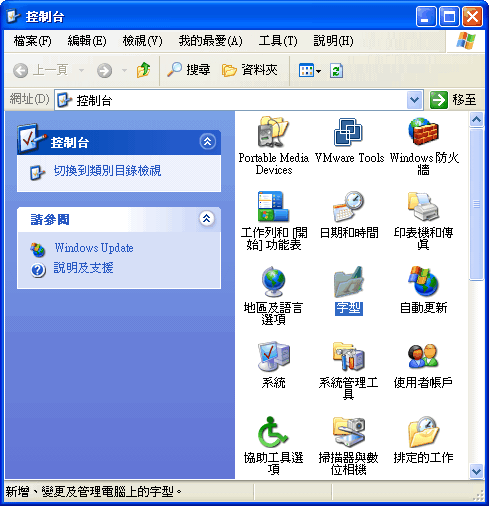 控制台
檔案(F) 編輯(E) 檢視(V) 我的最愛(A) 工具(T) 說明(H)
上一頁 搜尋 資料夾
網址(D) 控制台 移至
控制台
切換到類別目錄檢視
請參閱
Windows Update
說明及支援
Portable Media
Devices
VMware Tools
Windows 防火
牆
工作列和 [開
始] 功能表
日期和時間
印表機和傳
真
地區及語言
選項
字型
自動更新
系統
系統管理工
具
使用者帳戶
協助工具選
項
掃描器與數
位相機
排定的工作
新增、變更及管理電腦上的字型。